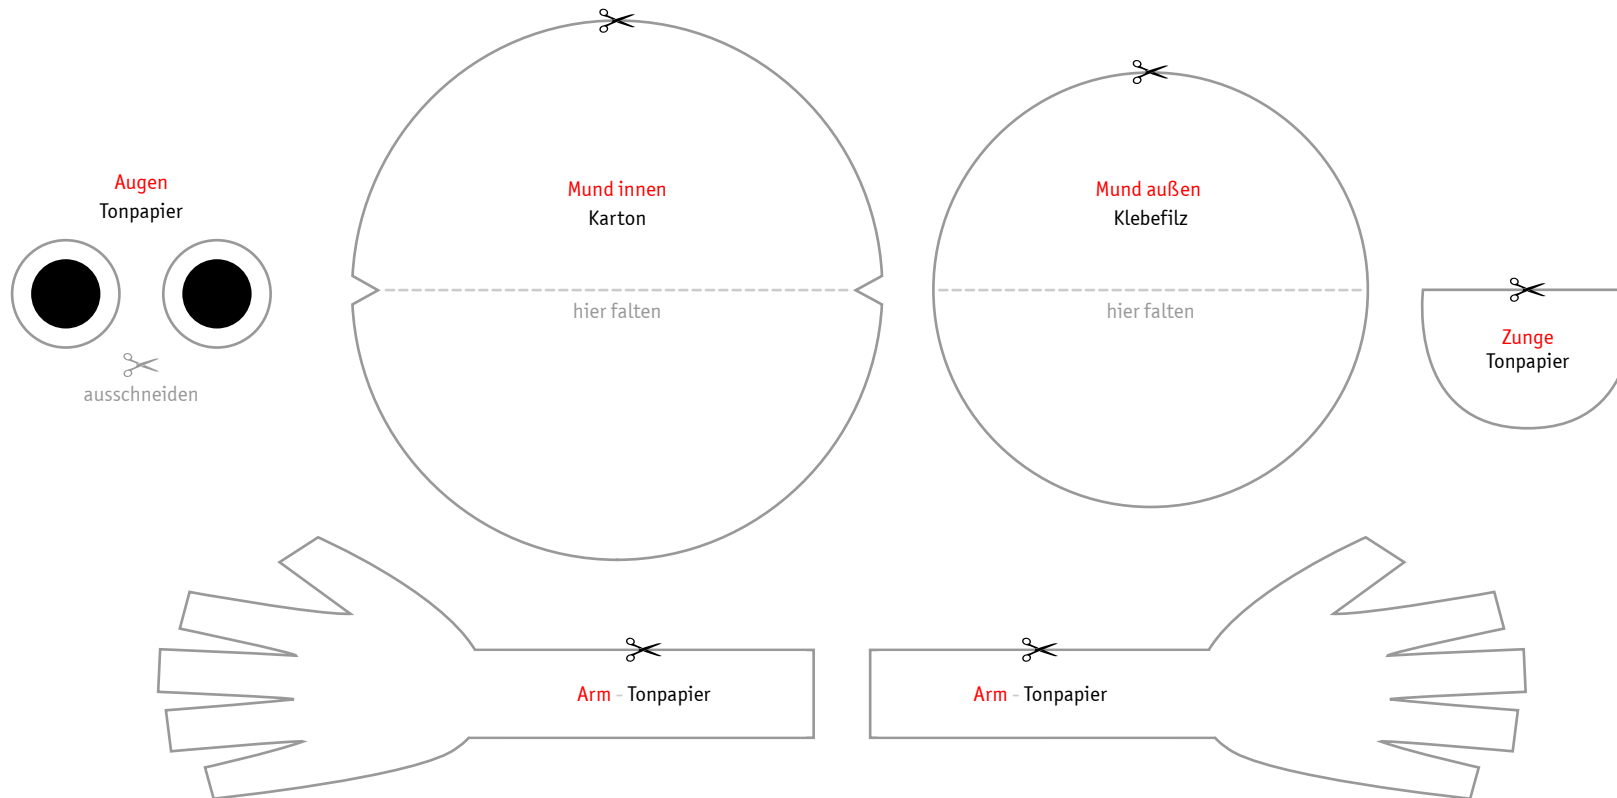 Augen
Tonpapier
ausschneiden
Mund innen
Karton
hier falten
Mund außen
Klebefilz
hier falten
Zunge
Tonpapier
Arm - Tonpapier
Arm - Tonpapier